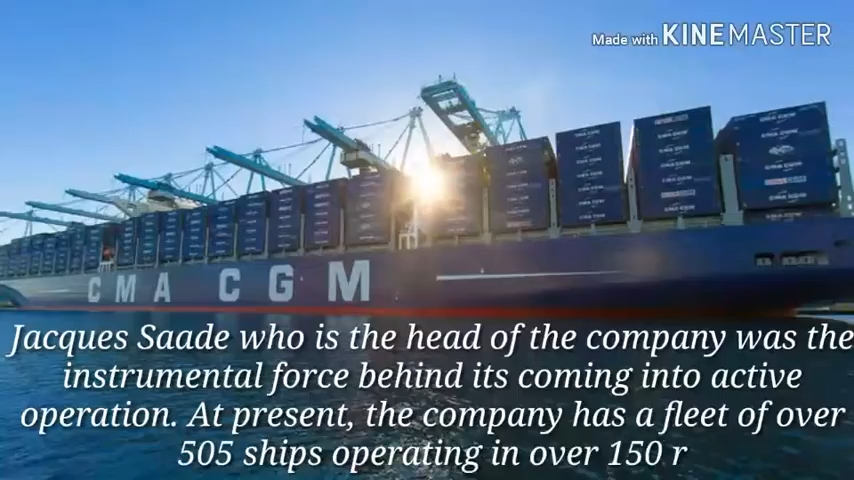 Made with KINEMASTER
CMA CGM
Jacques Saade who is the head of the company was the
instrumental force behind its coming into active
operation. At present, the company has a fleet of over
505 ships operating in over 150 r